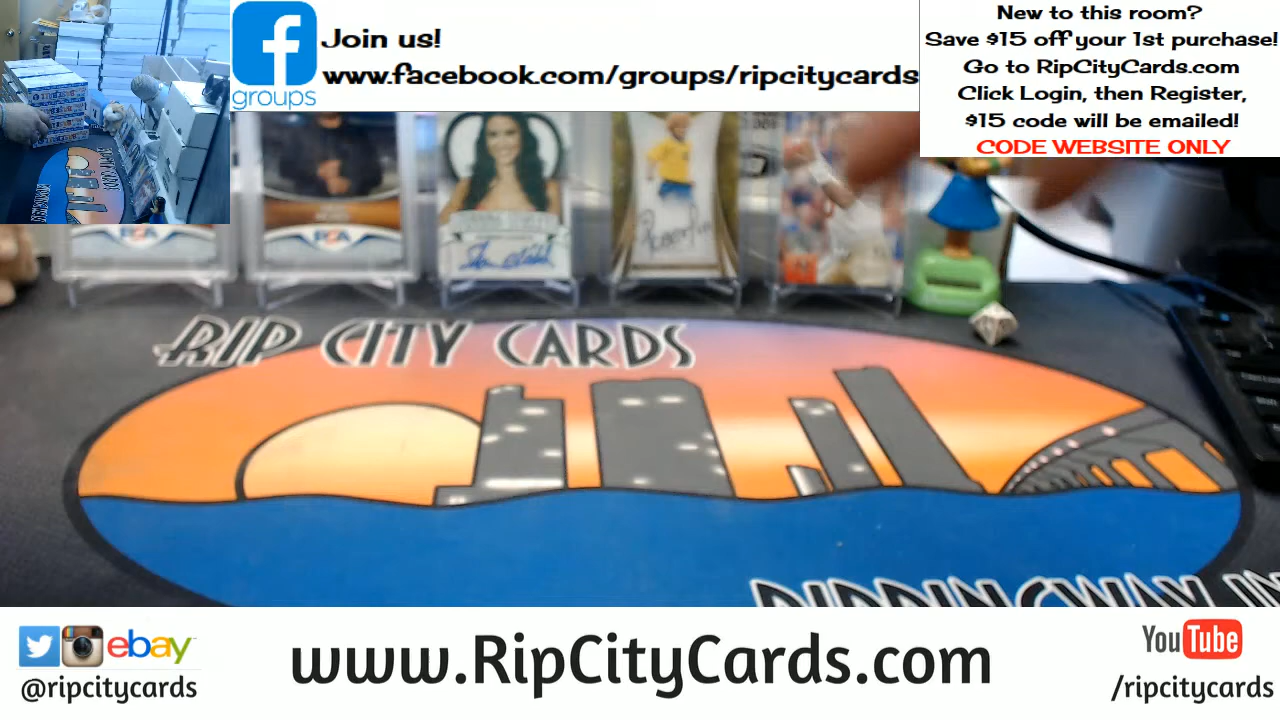 Join us!
www.facebook.com/groups/ripcitycards
groups
New to this room?
Save $15 off your 1st purchase!
Go to RipCityCards.com
Click Login, then Register,
$15 code will be emailed!
CODE WEBSITE ONLY
RIP CITY CARDS
ebay
@ripcitycards
www.RipCityCards.com
YouTube
/ripcitycards